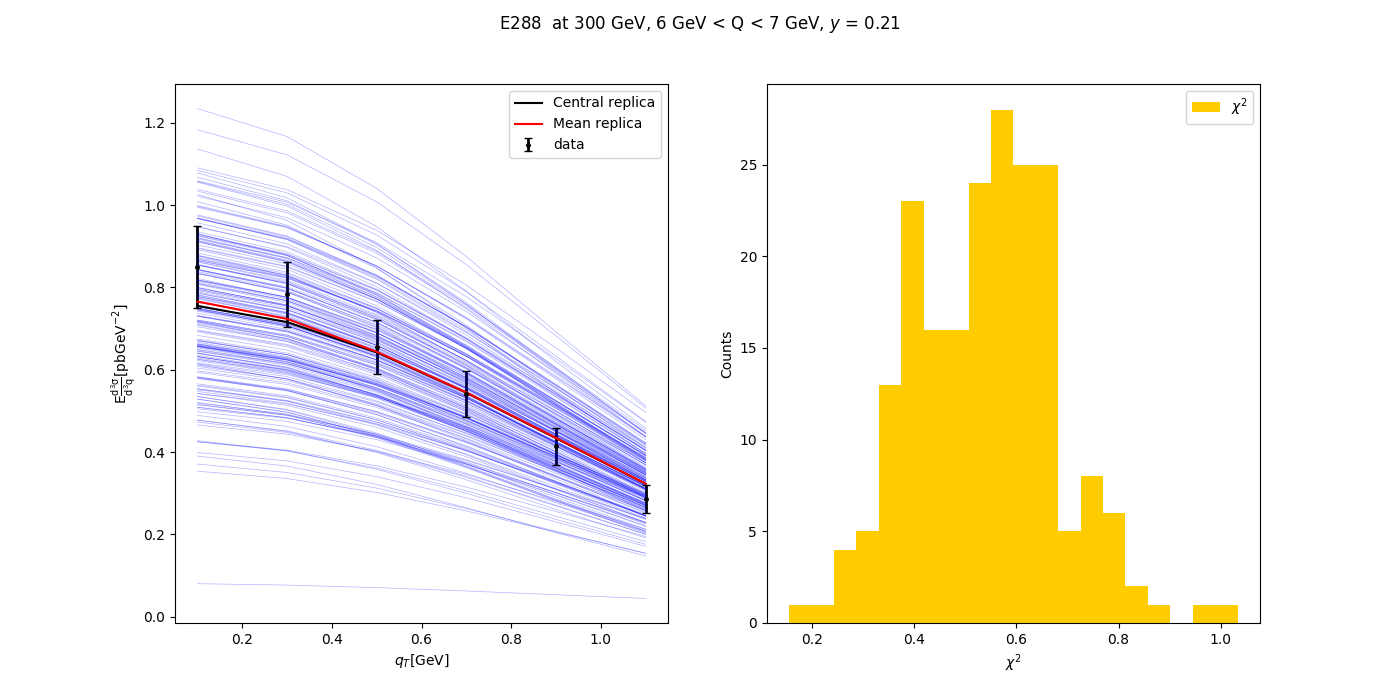 E288 at 300 GeV, 6 GeV < Q < 7 GeV, y = 0.21
Central replica
Mean replica
data
1.2
1.0
0.8
0.6
0.4
0.2
0.0
E d³σ/d³q [pbGeV⁻²]
0.2 0.4 0.6 0.8 1.0
q_T[GeV]
χ²
25
20
15
10
5
0
Counts
0.2 0.4 0.6 0.8 1.0
χ²